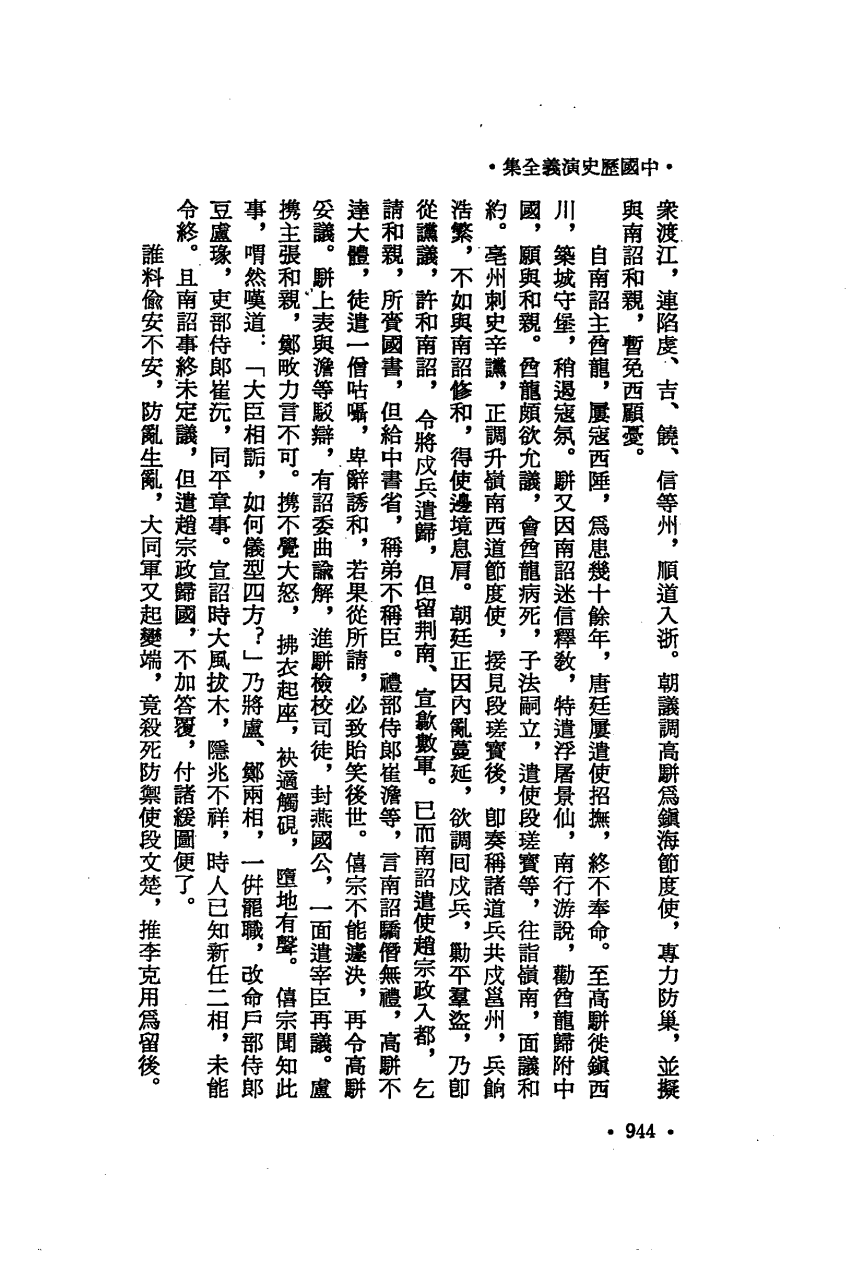 •中國歷史演義全集•
衆渡江，連陷虔、吉、饒、信等州，順道入浙。朝議調高駢爲鎭海節度使，專力防巢，並擬
與南詔和親，暫免西顧憂。
自南詔主酋龍，屢寇西陲，爲患幾十餘年，唐廷屢遣使招撫，終不奉命。至高駢徙鎭西
川，築城守堡，稍遏寇氛。駢又因南詔迷信釋敎，特遣浮屠景仙，南行游說，勸酋龍歸附中
國，願與和親。酋龍頗欲允議，會酋龍病死，子法嗣立，遣使段瑳寶等，往詣嶺南，面議和
約。亳州刺史辛讜，正調升嶺南西道節度使，接見段瑳寶後，卽奏稱諸道兵共戍邕州，兵餉
浩繁，不如與南詔修和，得使邊境息肩。朝廷正因內亂蔓延，欲調回戍兵，勦平羣盜，乃卽
從讜議，許和南詔，令將戍兵遣歸，但留荆南、宣歙數軍。已而南詔遣使趙宗政入都，乞
請和親，所賚國書，但給中書省，稱弟不稱臣。禮部侍郎崔澹等，言南詔驕僭無禮，高駢不
達大體，徒遣一僧呫囁，卑辭誘和，若果從所請，必致貽笑後世。僖宗不能遽決，再令高駢
妥議。駢上表與澹等駁辯，有詔委曲諭解，進駢檢校司徒，封燕國公，一面遣宰臣再議。盧
携主張和親，鄭畋力言不可。携不覺大怒，拂衣起座，袂適觸硯，墮地有聲。僖宗聞知此
事，喟然嘆道：「大臣相詬，如何儀型四方？」乃將盧、鄭兩相，一併罷職，改命戶部侍郎
豆盧瑑，吏部侍郎崔沆，同平章事。宣詔時大風拔木，隱兆不祥，時人已知新任二相，未能
令終。且南詔事終未定議，但遣趙宗政歸國，不加答覆，付諸緩圖便了。
誰料偸安不安，防亂生亂，大同軍又起變端，竟殺死防禦使段文楚，推李克用爲留後。
•944•